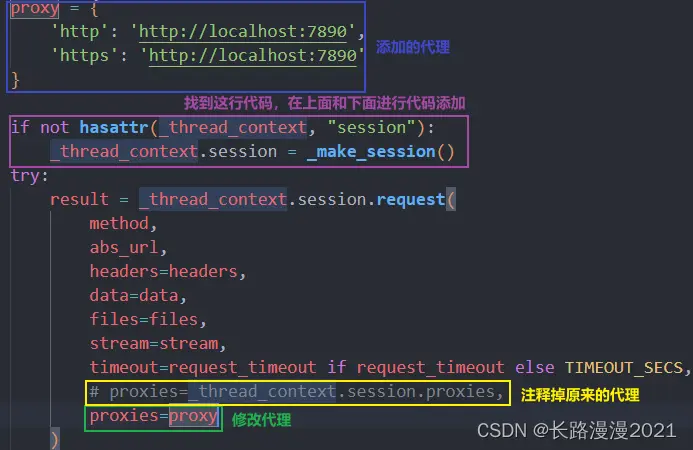 proxy = {
'http': 'http://localhost:7890',
'https': 'http://localhost:7890'
添加的代理
}
找到这行代码，在上面和下面进行代码添加
if not hasattr(_thread_context, "session"):
_thread_context.session = _make_session()
try:
result = _thread_context.session.request(
method,
abs_url,
headers=headers,
data=data,
files=files,
stream=stream,
timeout=request_timeout if request_timeout else TIMEOUT_SECS,
# proxies=_thread_context.session.proxies, 注释掉原来的代理
proxies=proxy 修改代理
)
CSDN @长路漫漫2021